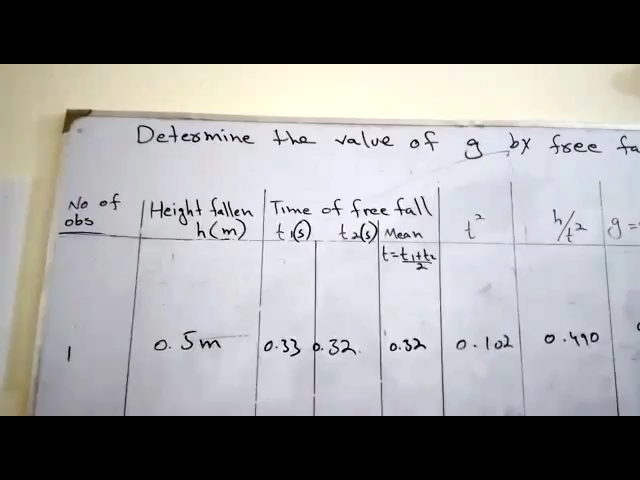 Determine the value of g by free fa
No of obs
Height fallen h(m)
Time of free fall
t1(s) t2(s) Mean t=t1+t2/2
t²
h/t²
g=
1 0.5m 0.33 0.32 0.32 0.102 0.490